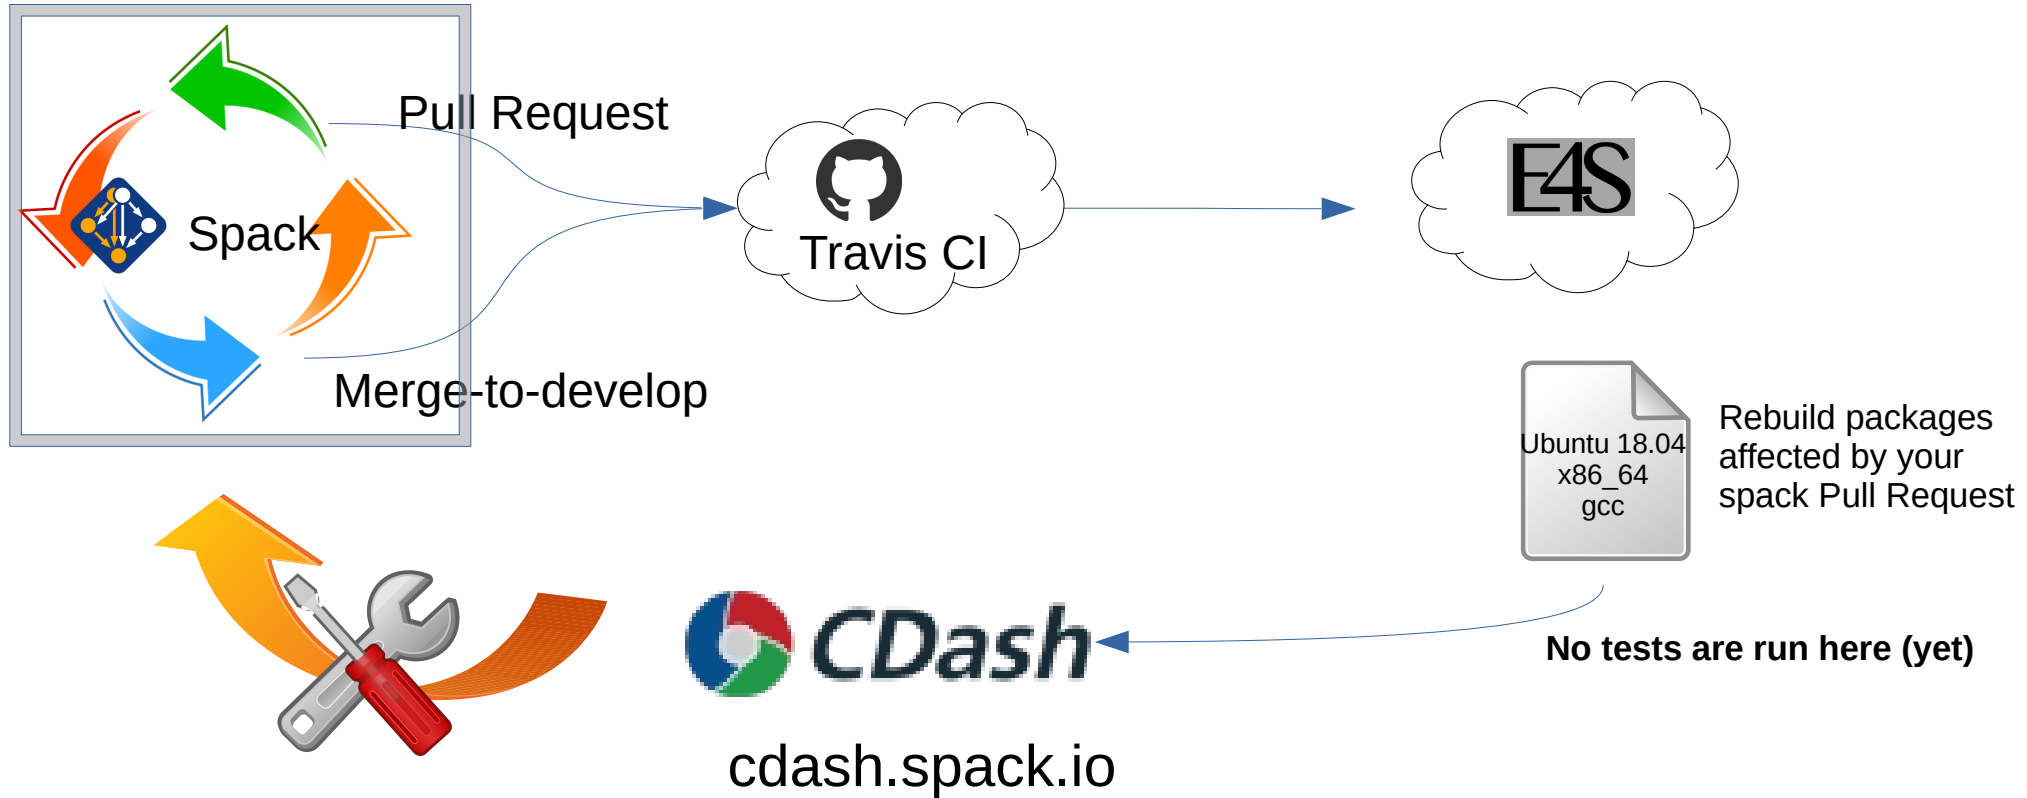 Pull Request
Spack
Merge-to-develop
Travis CI
E4S
Ubuntu 18.04
x86_64
gcc
Rebuild packages
affected by your
spack Pull Request
No tests are run here (yet)
CDash
cdash.spack.io